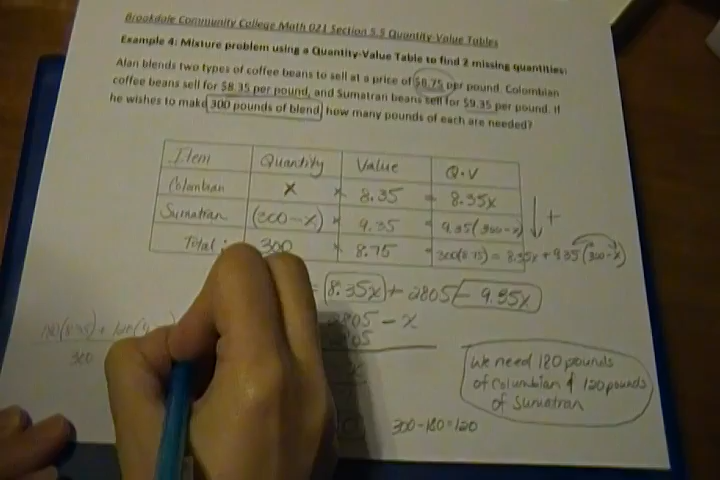 Brookdale Community College Math 021 Section 5.5 Quantity Value Tables
Example 4: Mixture problem using a Quantity-Value Table to find 2 missing quantities:
Alan blends two types of coffee beans to sell at a price of $8.75 per pound. Colombian
coffee beans sell for $8.35 per pound, and Sumatran beans sell for $9.35 per pound. If
he wishes to make 300 pounds of blend, how many pounds of each are needed?
Item Quantity Value Q·V
Colombian x × 8.35 = 8.35x
Sumatran (300-x) × 9.35 = 9.35(300-x) +
Total: 300 × 8.75 = 300(8.75) = 8.35x + 9.35(300-x)
= 8.35x + 2805 - 9.35x
2805 - x
We need 180 pounds
of Columbian & 120 pounds
of Sumatran
360
300-180=120